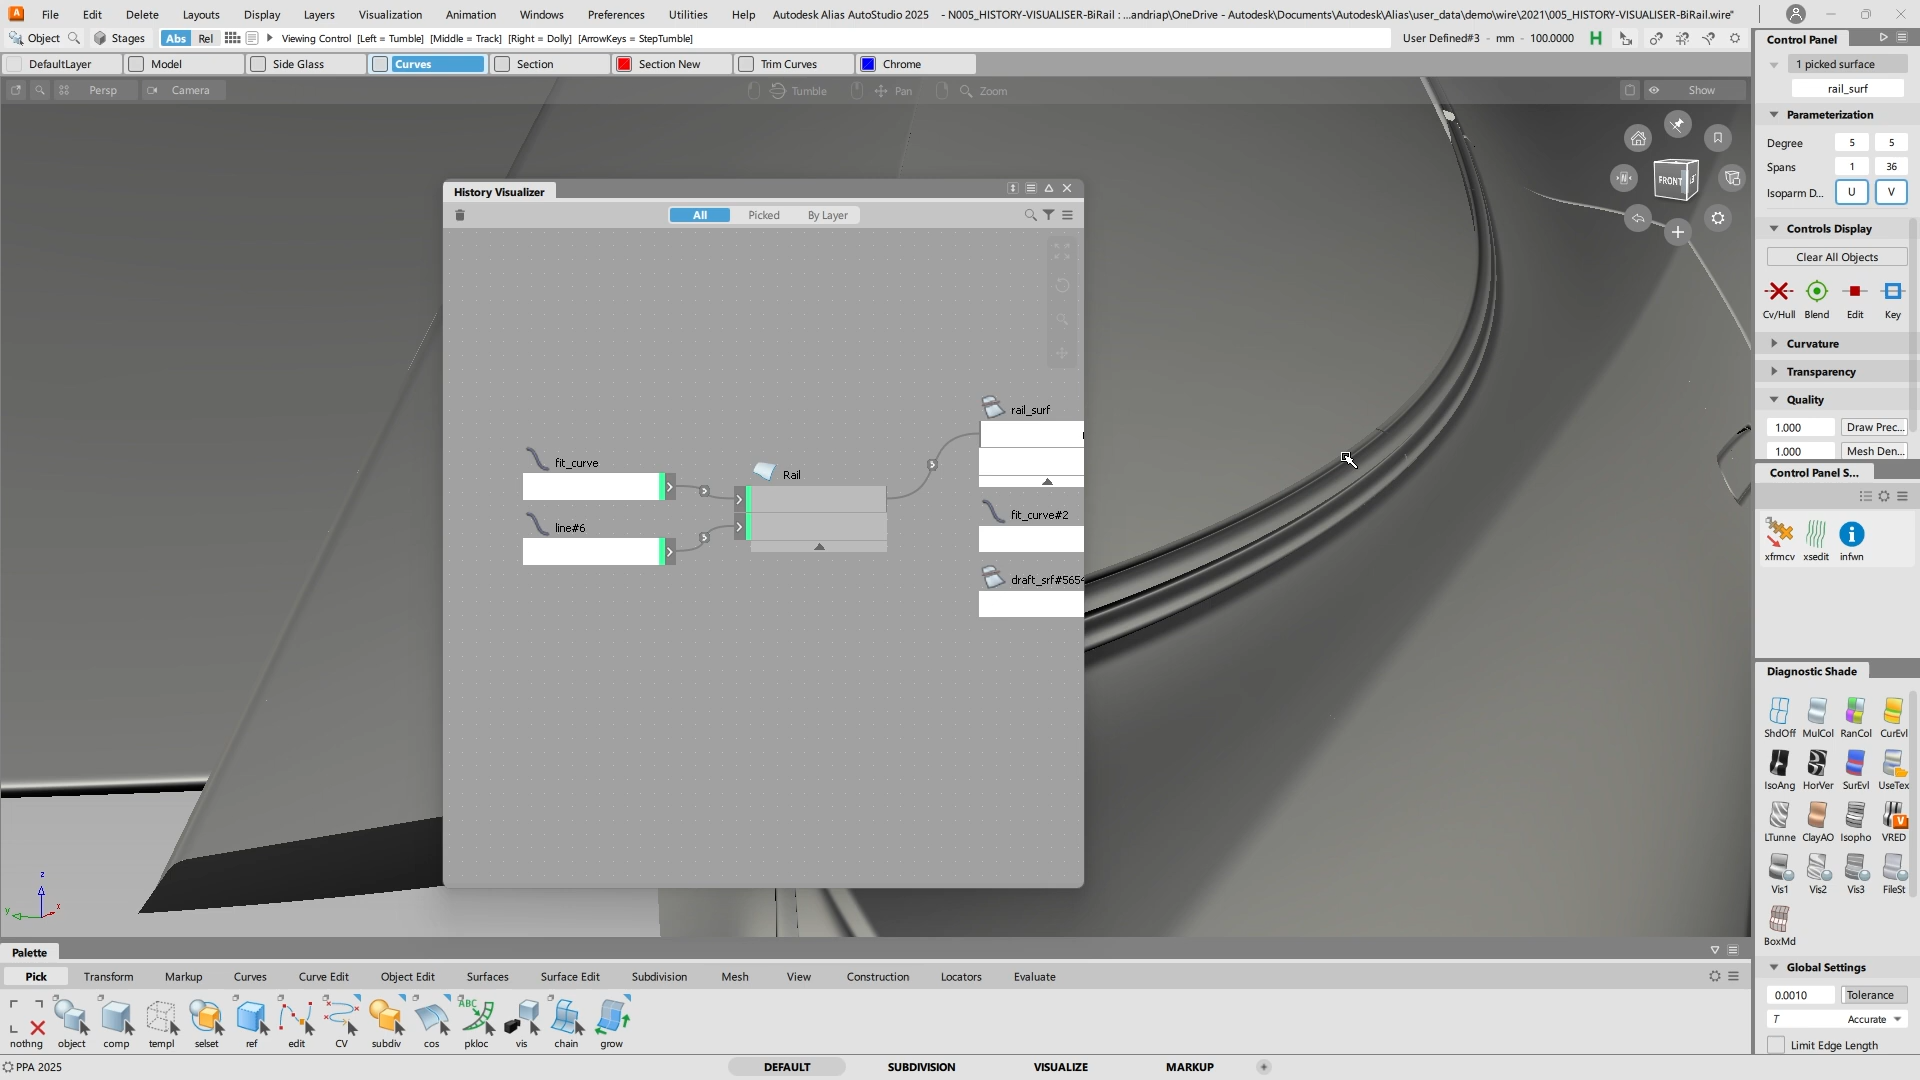 File Edit Delete Layouts Display Layers Visualization Animation Windows Preferences Utilities Help Autodesk Alias AutoStudio 2025 - N005_HISTORY-VISUALISER-BiRail : ...andriap\OneDrive - Autodesk\Documents\Autodesk\Alias\user_data\demo\wire\2021\005_HISTORY-VISUALISER-BiRail.wire*
Object Stages Abs Rel Viewing Control [Left = Tumble] [Middle = Track] [Right = Dolly] [ArrowKeys = StepTumble] User Defined#3 - mm - 100.0000 H
DefaultLayer Model Side Glass Curves Section Section New Trim Curves Chrome
Persp Camera Tumble Pan Zoom Show
FRONT
History Visualizer
All Picked By Layer
rail_surf
fit_curve
Rail
line#6
fit_curve#2
draft_srf#565
z
y
x
Control Panel
1 picked surface
rail_surf
Parameterization
Degree 5 5
Spans 1 36
Isoparm D... U V
Controls Display
Clear All Objects
Cv/Hull Blend Edit Key
Curvature
Transparency
Quality
1.000 Draw Prec...
1.000 Mesh Den...
Control Panel S...
xfrmcv xsedit infwn
Diagnostic Shade
ShdOff MulCol RanCol CurEvl
IsoAng HorVer SurEvl UseTex
LTunne ClayAO Isopho VRED
Vis1 Vis2 Vis3 FileSt
BoxMd
Global Settings
0.0010 Tolerance
T Accurate
Limit Edge Length
Palette
Pick Transform Markup Curves Curve Edit Object Edit Surfaces Surface Edit Subdivision Mesh View Construction Locators Evaluate
ABC
nothng object comp templ selset ref edit CV subdiv cos pkloc vis chain grow
PPA 2025 DEFAULT SUBDIVISION VISUALIZE MARKUP